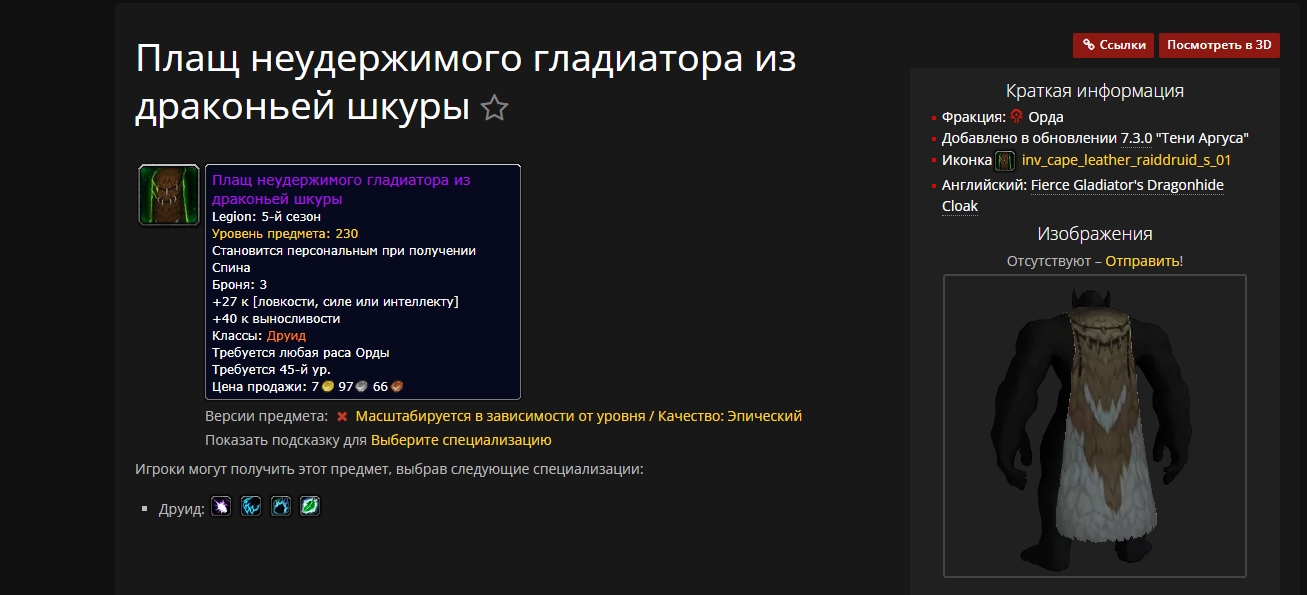 Плащ неудержимого гладиатора из
драконьей шкуры
Плащ неудержимого гладиатора из
драконьей шкуры
Legion: 5-й сезон
Уровень предмета: 230
Становится персональным при получении
Спина
Броня: 3
+27 к [ловкости, силе или интеллекту]
+40 к выносливости
Классы: Друид
Требуется любая раса Орды
Требуется 45-й ур.
Цена продажи: 7 97 66
Версии предмета: Масштабируется в зависимости от уровня / Качество: Эпический
Показать подсказку для Выберите специализацию
Игроки могут получить этот предмет, выбрав следующие специализации:
Друид:
Ссылки
Посмотреть в 3D
Краткая информация
Фракция: Орда
Добавлено в обновлении 7.3.0 "Тени Аргуса"
Иконка inv_cape_leather_raiddruid_s_01
Английский: Fierce Gladiator's Dragonhide
Cloak
Изображения
Отсутствуют – Отправить!